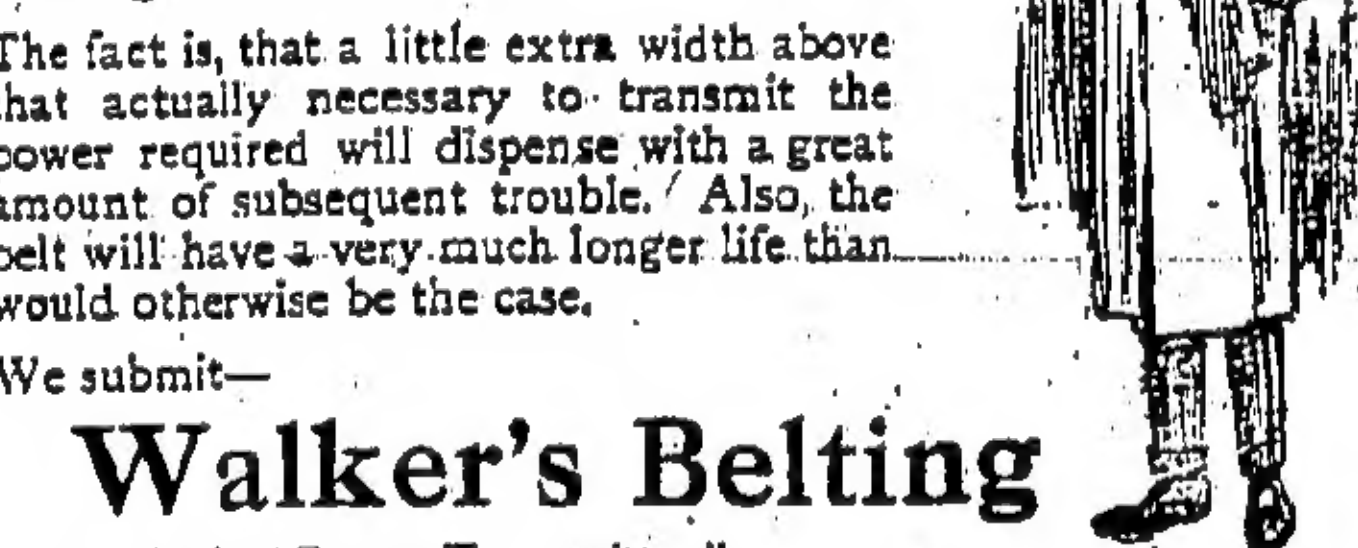 The fact is, that a little extra width above
that actually necessary to transmit the
power required will dispense with a great
amount of subsequent trouble. Also, the
belt will have a very much longer life than
would otherwise be the case.
We submit—
Walker's Belting